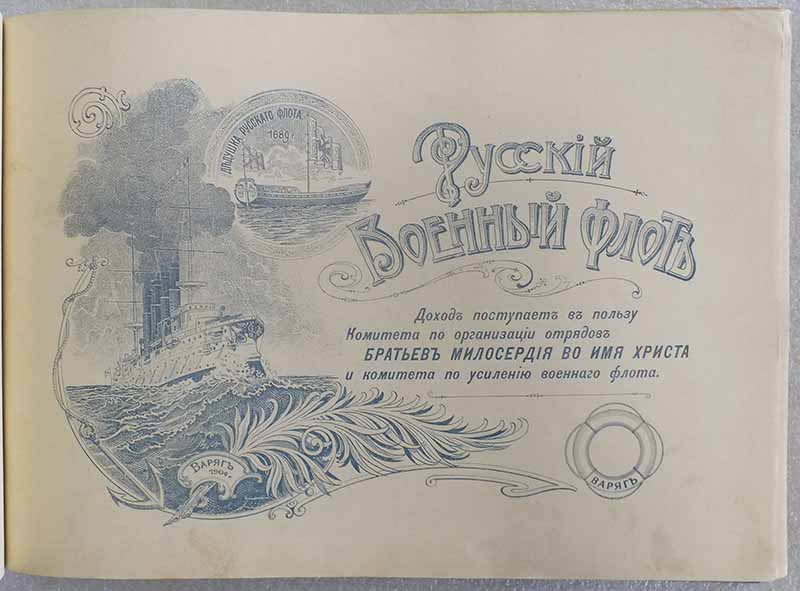 ДѢДУШКА РУССКАГО ФЛОТА
1689 г.
Русскій
Военный Флотъ
Доходъ поступаетъ въ пользу
Комитета по организаціи отрядовъ
БРАТЬЕВЪ МИЛОСЕРДІЯ ВО ИМЯ ХРИСТА
и комитета по усиленію военнаго флота.
ВАРЯГЪ
1904 г.
ВАРЯГЪ